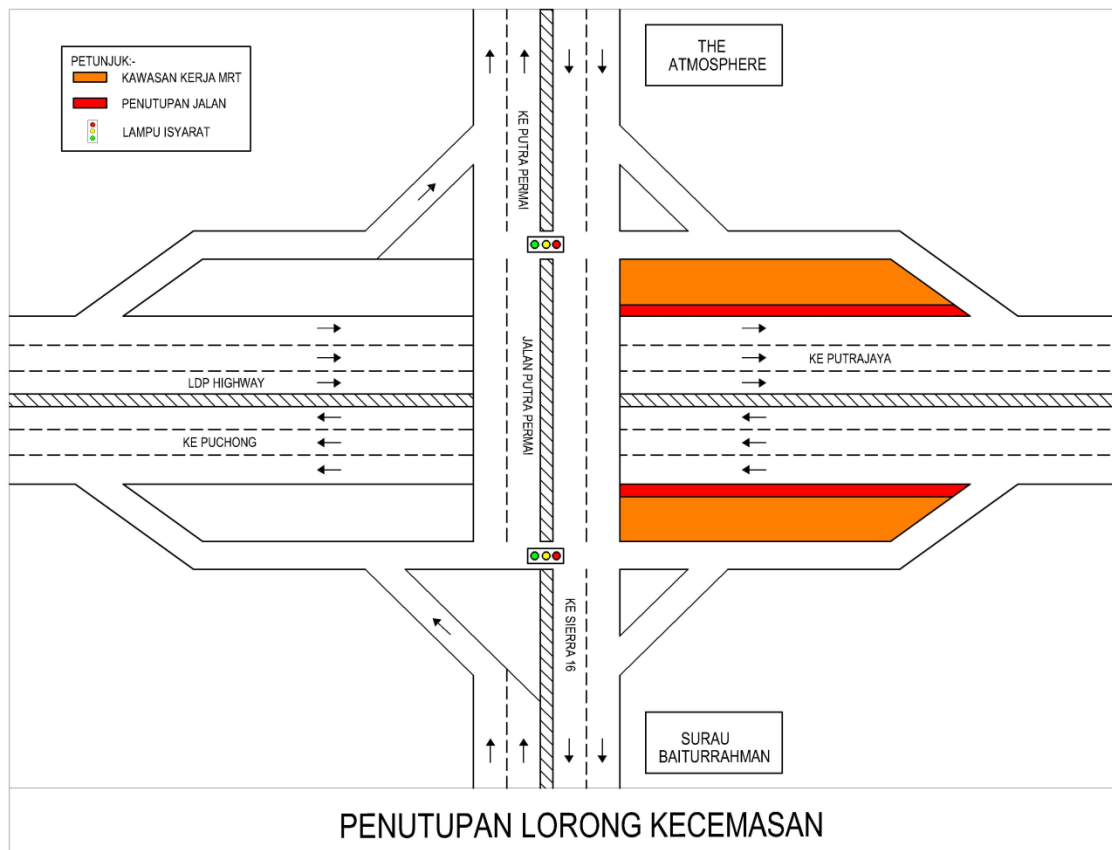 PETUNJUK:-
KAWASAN KERJA MRT
PENUTUPAN JALAN
LAMPU ISYARAT
THE
ATMOSPHERE
KE PUTRA PERMAI
JALAN PUTRA PERMAI
KE PUTRAJAYA
LDP HIGHWAY
KE PUCHONG
KE SIERRA 16
SURAU
BAITURRAHMAN
PENUTUPAN LORONG KECEMASAN